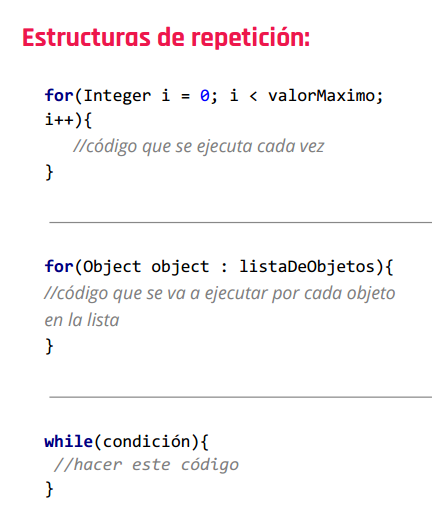 Estructuras de repetición:
for(Integer i = 0; i < valorMaximo;
i++){
//código que se ejecuta cada vez
}
for(Object object : listaDeObjetos){
//código que se va a ejecutar por cada objeto
en la lista
}
while(condición){
//hacer este código
}